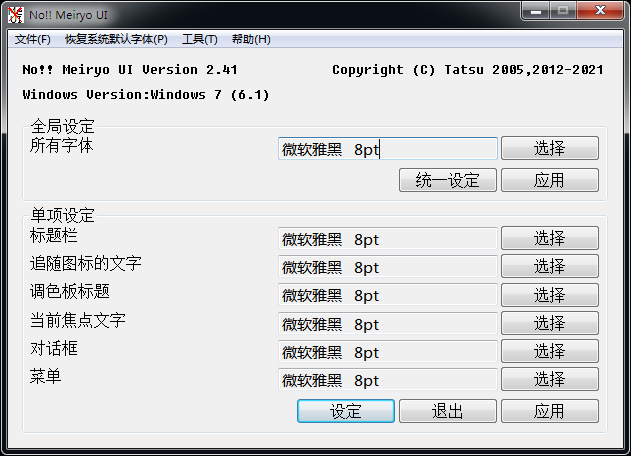 No!! Meiryo UI
文件(F) 恢复系统默认字体(P) 工具(T) 帮助(H)
No!! Meiryo UI Version 2.41 Copyright (C) Tatsu 2005,2012-2021
Windows Version:Windows 7 (6.1)
全局设定
所有字体 微软雅黑 8pt 选择
统一设定 应用
单项设定
标题栏 微软雅黑 8pt 选择
追随图标的文字 微软雅黑 8pt 选择
调色板标题 微软雅黑 8pt 选择
当前焦点文字 微软雅黑 8pt 选择
对话框 微软雅黑 8pt 选择
菜单 微软雅黑 8pt 选择
设定 退出 应用